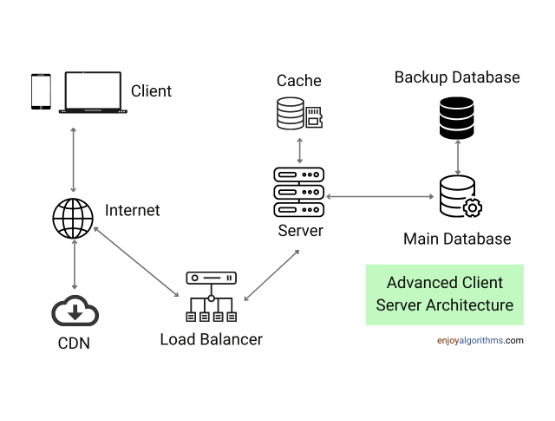 Client
Internet
CDN
Load Balancer
Cache
Server
Backup Database
Main Database
Advanced Client
Server Architecture
enjoyalgorithms.com